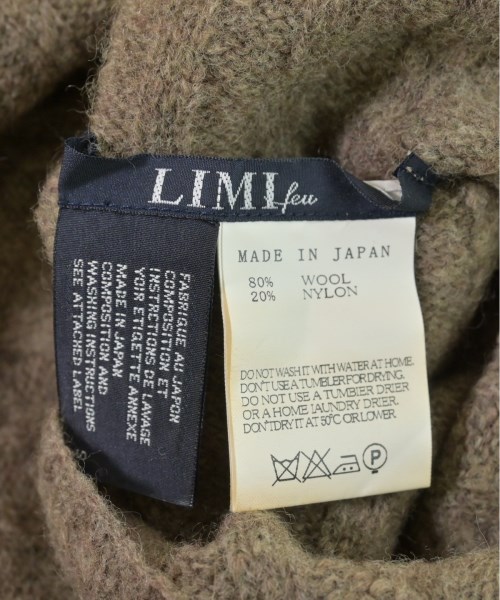 LIMI feu
MADE IN JAPAN
80% WOOL
20% NYLON
DO NOT WASH IT WITH WATER AT HOME.
DON'T USE A TUMBLER FOR DRYING.
DO NOT USE A TUMBLER DRIER
OR A HOME LAUNDRY DRIER.
DON'T DRY IT AT 50°C OR LOWER
P
FABRIQUE AU JAPON
COMPOSITION ET
INSTRCTIONS DE LAVAGE
VOIR ETIQUETTE ANNEXE
MADE IN JAPAN
COMPOSITION AND
WASHING INSTRUCTIONS
SEE ATTACHED LABEL
S